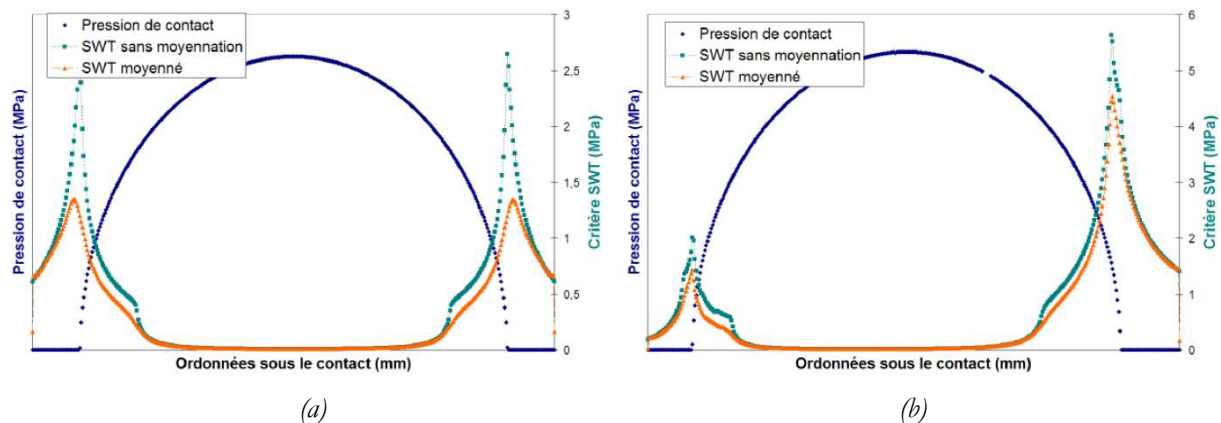 Pression de contact
SWT sans moyennation
SWT moyenné
3
2,5
2
1,5
1
0,5
0
Pression de contact (MPa)
Critère SWT (MPa)
Ordonnées sous le contact (mm)
(a)
Pression de contact
SWT sans moyennation
SWT moyenné
6
5
4
3
2
1
0
Pression de contact (MPa)
Critère SWT (MPa)
Ordonnées sous le contact (mm)
(b)